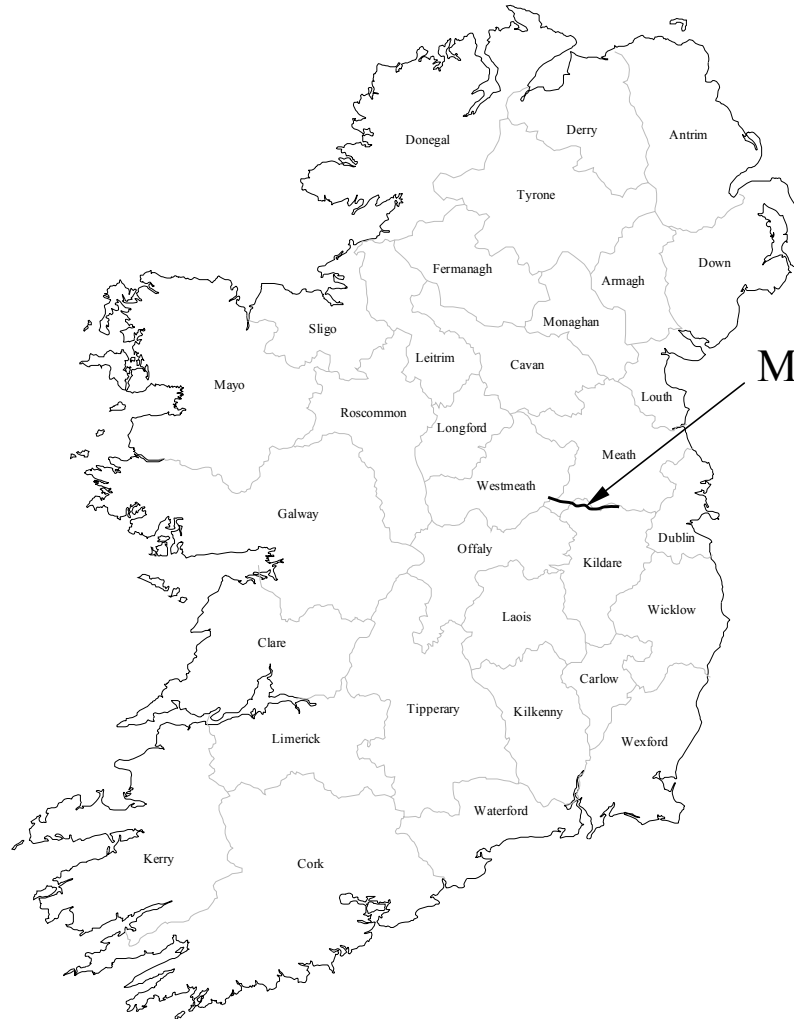 Donegal
Derry
Antrim
Tyrone
Fermanagh
Armagh
Down
Monaghan
Sligo
Leitrim
Cavan
Mayo
M
Louth
Roscommon
Longford
Meath
Westmeath
Galway
Dublin
Offaly
Kildare
Wicklow
Laois
Clare
Carlow
Tipperary
Kilkenny
Limerick
Wexford
Waterford
Kerry
Cork